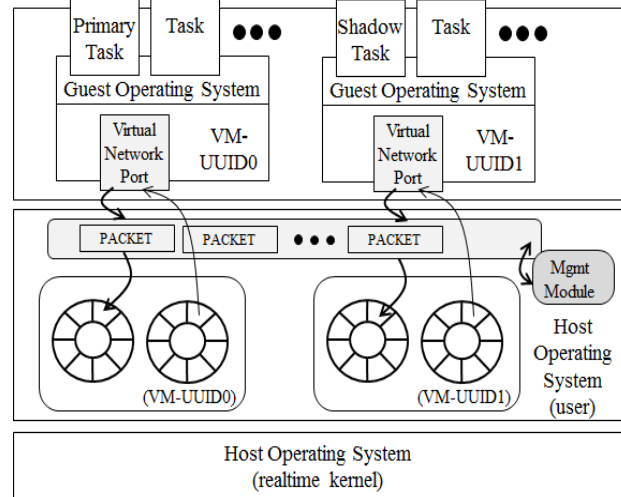 Primary
Task
Task
Shadow
Task
Task
Guest Operating System
Guest Operating System
Virtual
Network
Port
VM-
UUID0
Virtual
Network
Port
VM-
UUID1
PACKET
PACKET
PACKET
Mgmt
Module
(VM-UUID0)
(VM-UUID1)
Host
Operating
System
(user)
Host Operating System
(realtime kernel)